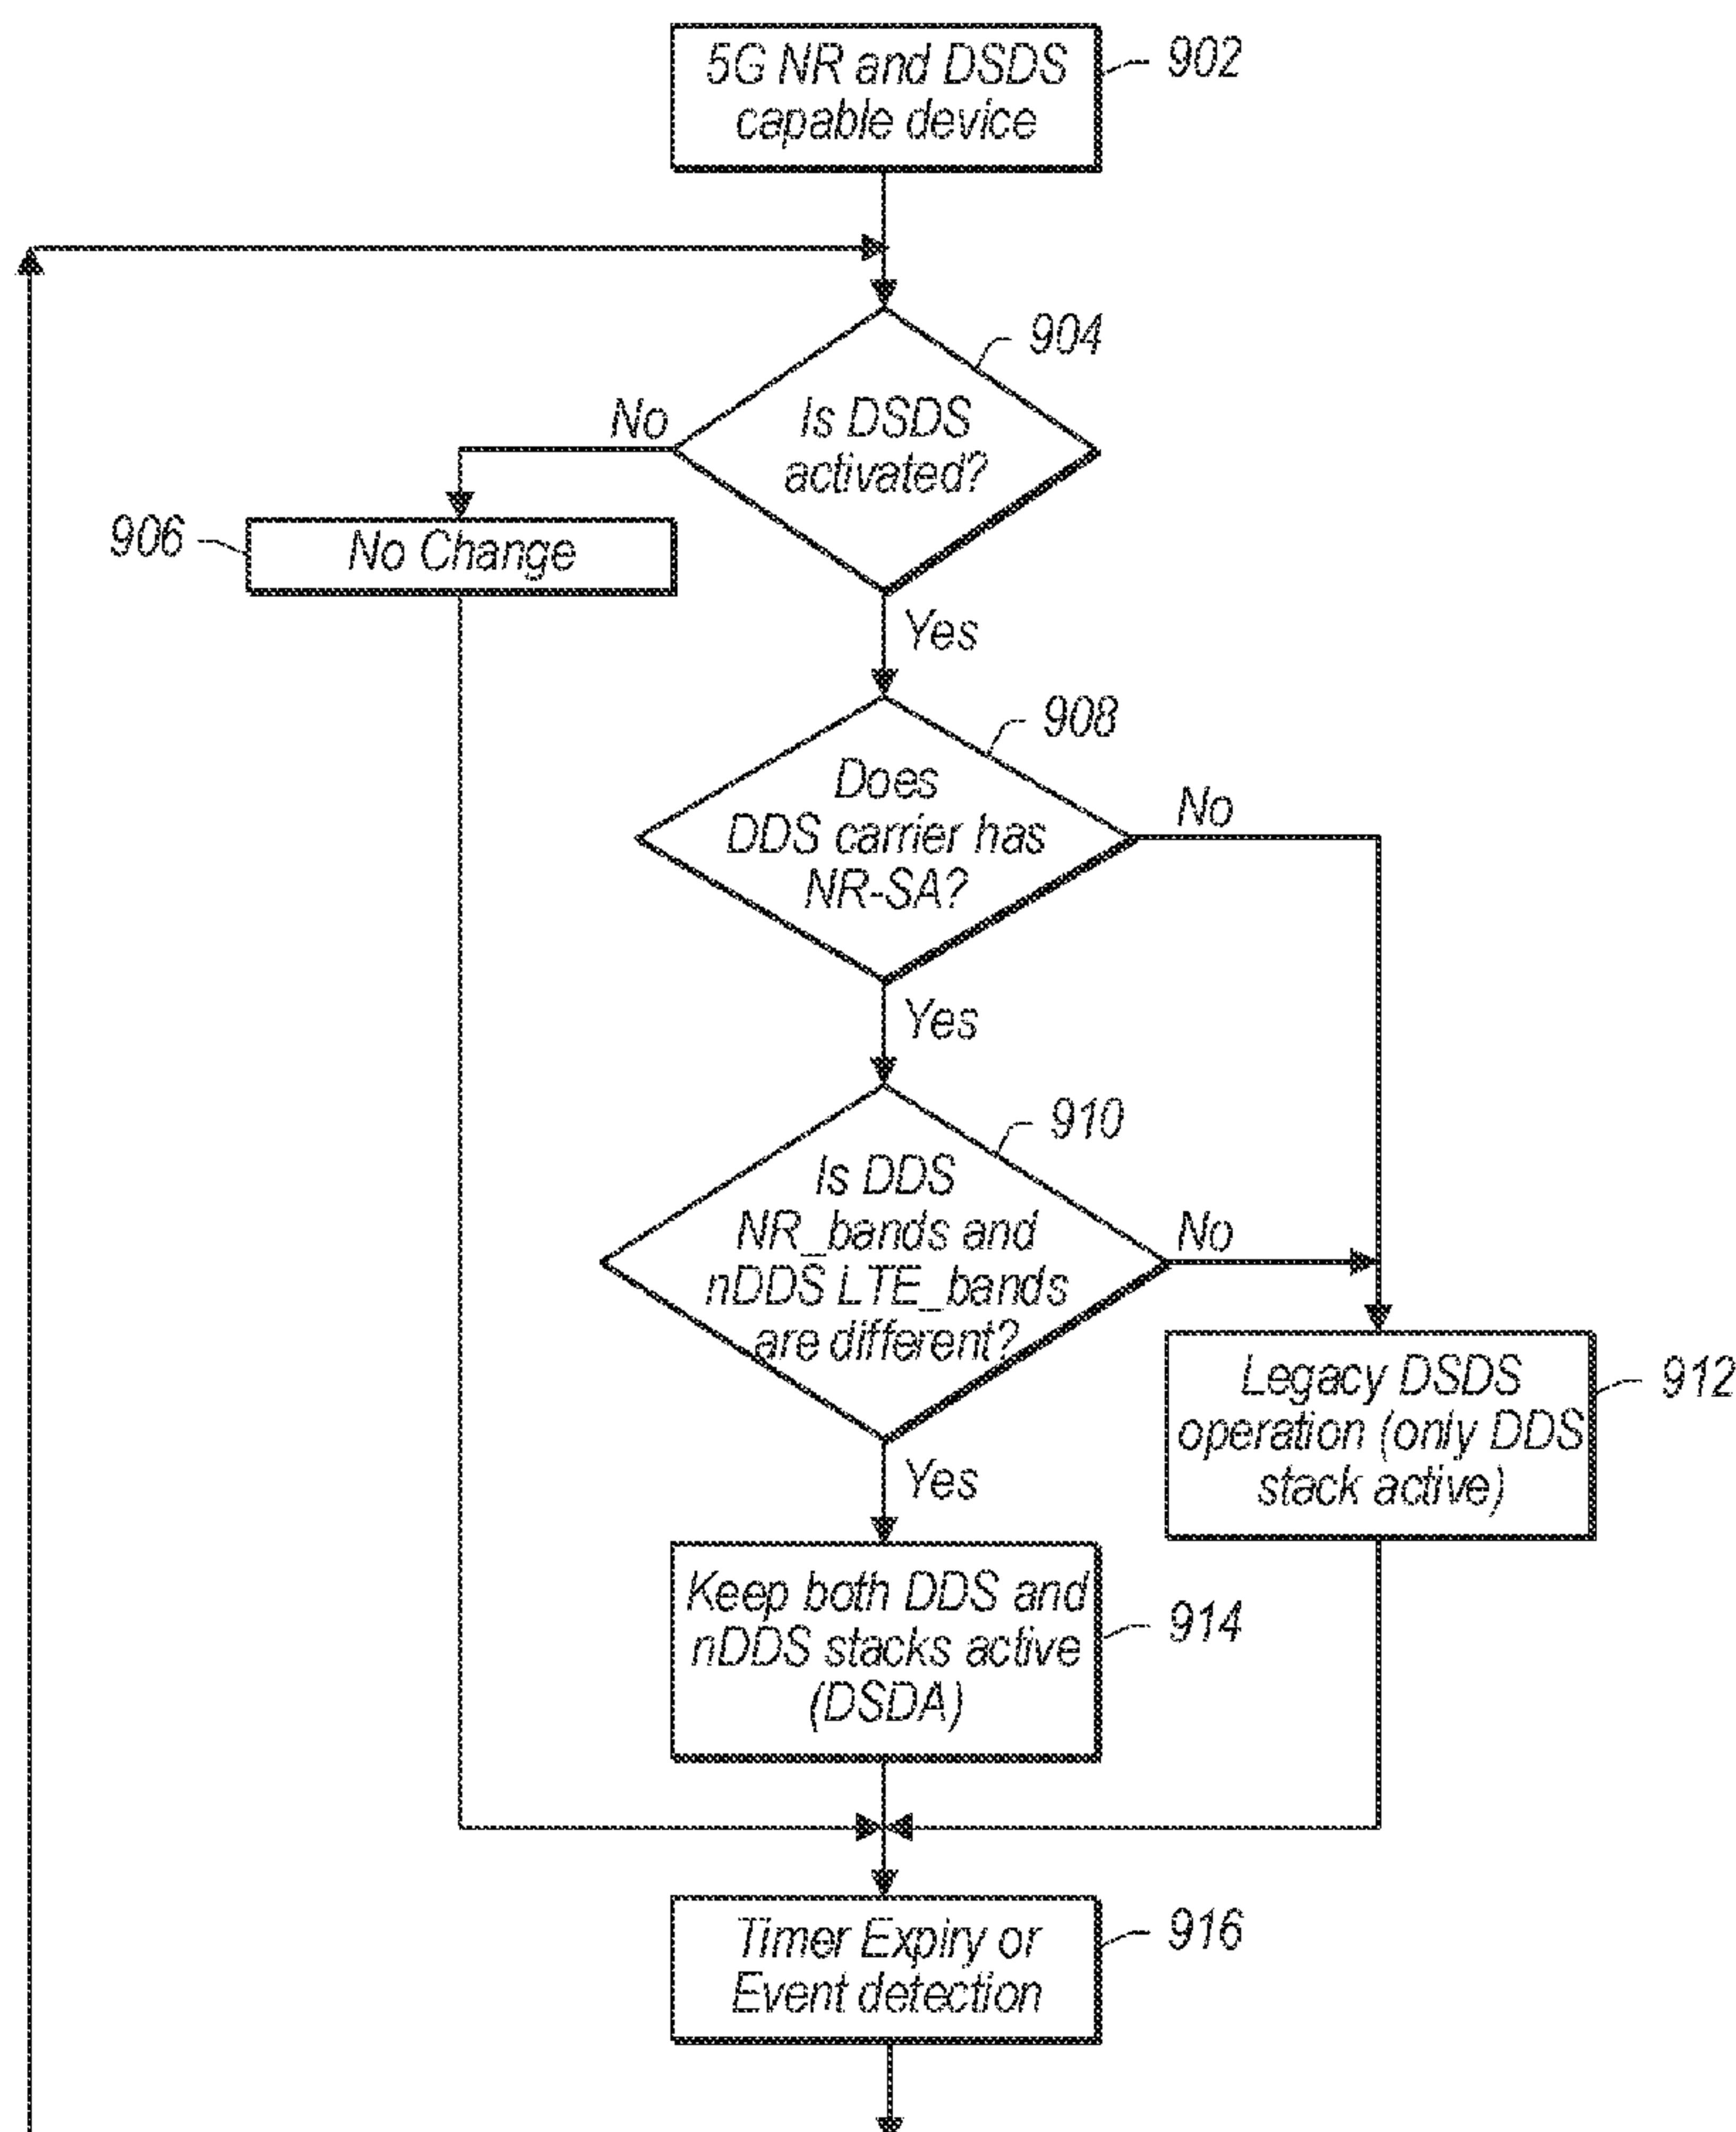 5G NR and DSDS
capable device
902
904
Is DSDS
activated?
No
906
No Change
Yes
908
Does
DDS carrier has
NR-SA?
No
Yes
910
Is DDS
NR_bands and
nDDS LTE_bands
are different?
No
Legacy DSDS
operation (only DDS
stack active)
912
Yes
Keep both DDS and
nDDS stacks active
(DSDA)
914
Timer Expiry or
Event detection
916